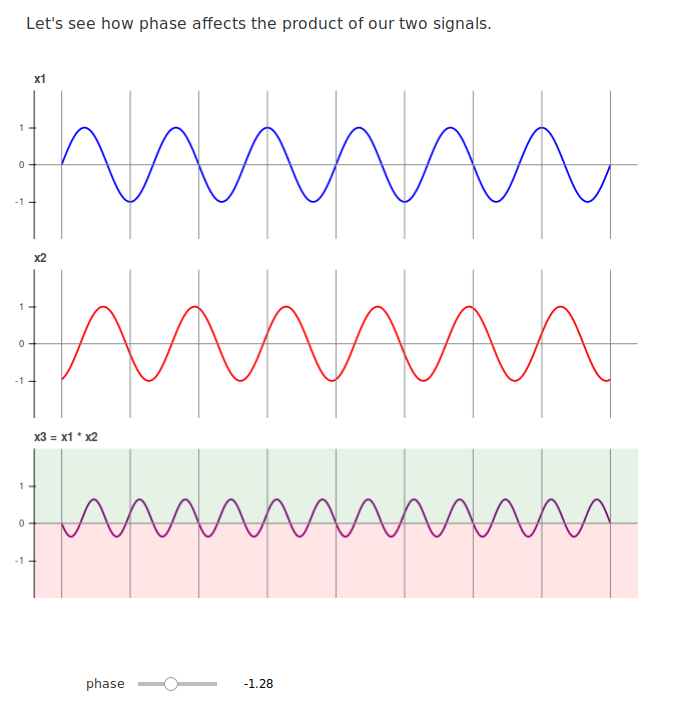 Let's see how phase affects the product of our two signals.
x1
1
0
-1
x2
1
0
-1
x3 = x1 * x2
1
0
-1
phase -1.28